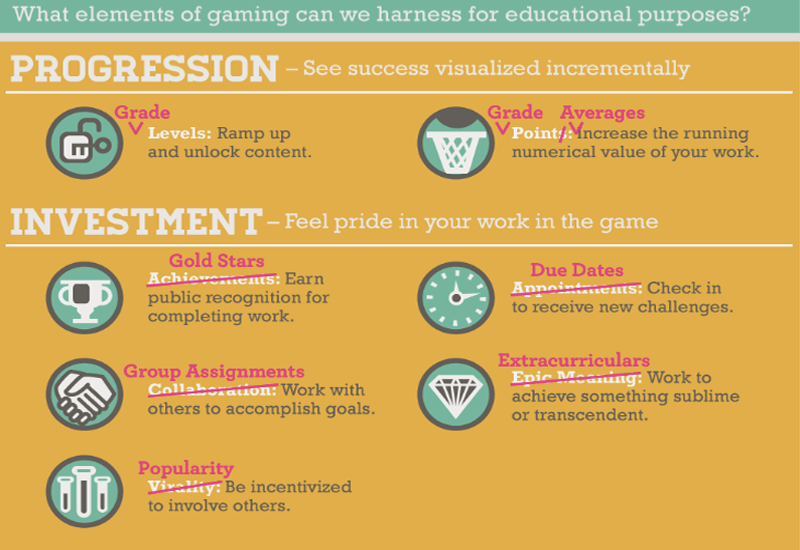 What elements of gaming can we harness for educational purposes?
PROGRESSION – See success visualized incrementally
Grade
Levels: Ramp up
and unlock content.
Grade Averages
Points: Increase the running
numerical value of your work.
INVESTMENT – Feel pride in your work in the game
Gold Stars
Achievements: Earn
public recognition for
completing work.
Due Dates
Appointments: Check in
to receive new challenges.
Group Assignments
Collaboration: Work with
others to accomplish goals.
Extracurriculars
Epic Meaning: Work to
achieve something sublime
or transcendent.
Popularity
Virality: Be incentivized
to involve others.